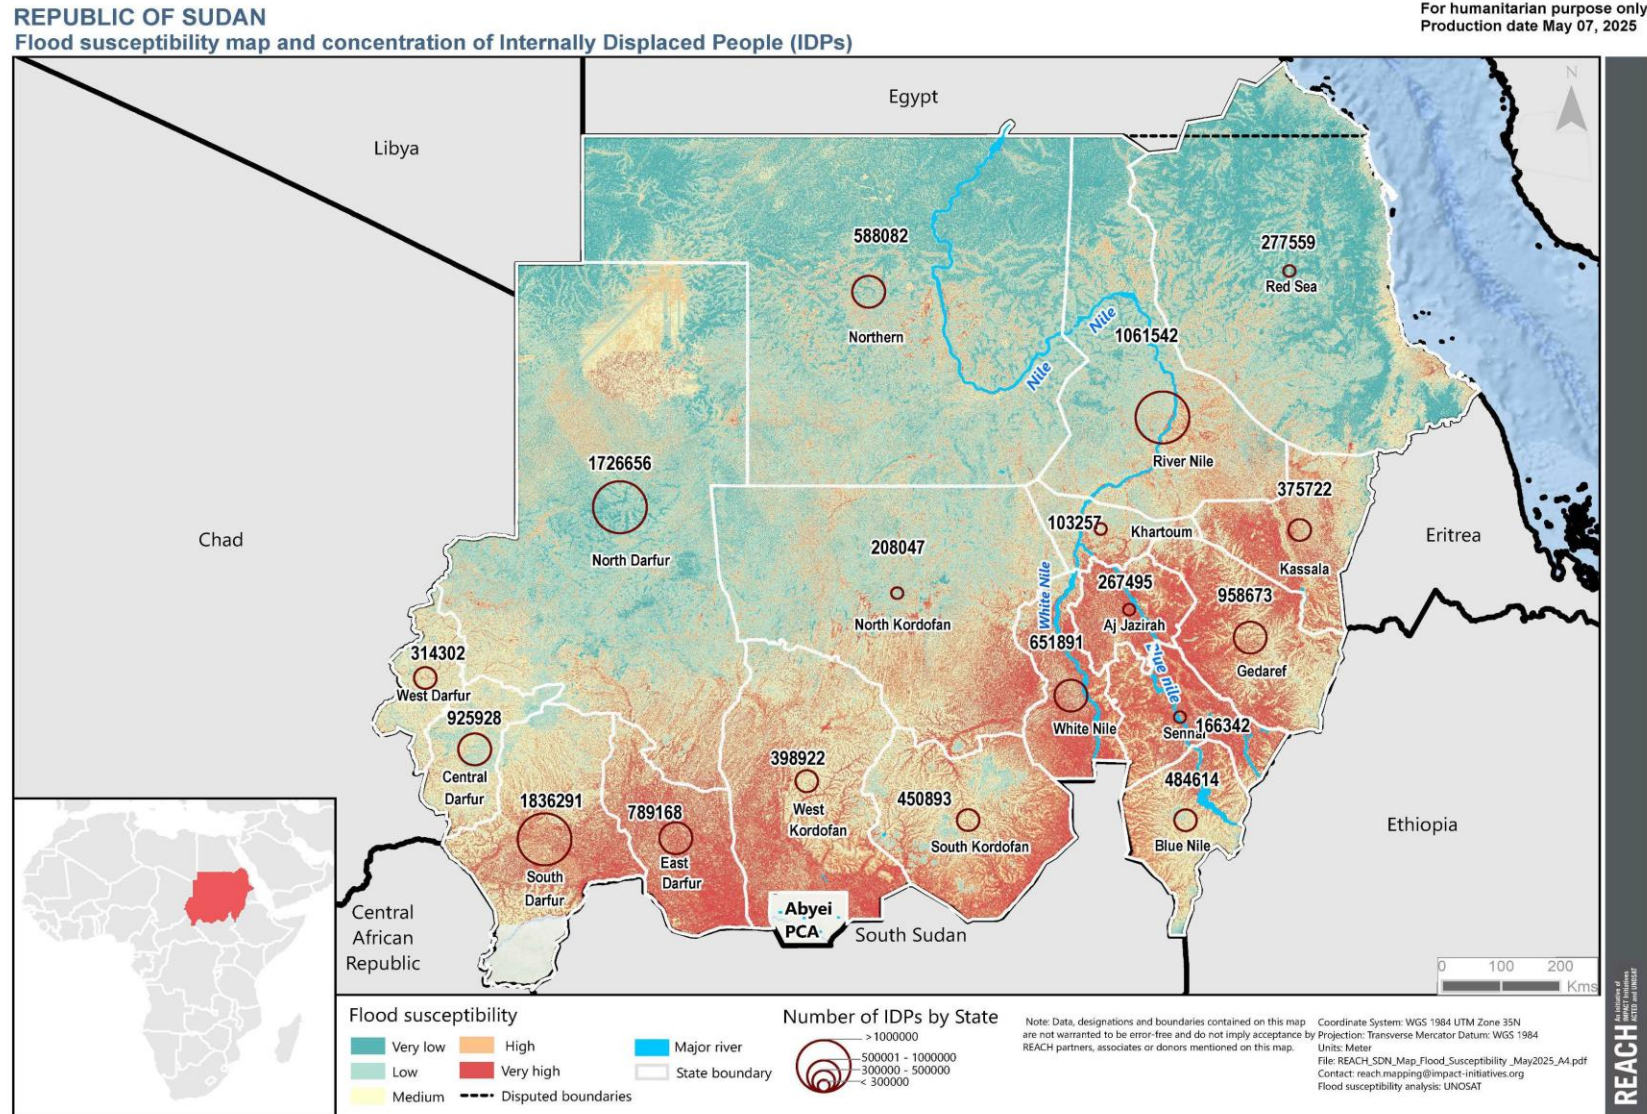 REPUBLIC OF SUDAN
Flood susceptibility map and concentration of Internally Displaced People (IDPs)
For humanitarian purpose only
Production date May 07, 2025
Egypt
N
Libya
588082
Northern
277559
Red Sea
Nile
Nile
1061542
River Nile
1726656
North Darfur
375722
Kassala
Chad
103257
Khartoum
Eritrea
208047
North Kordofan
White Nile
267495
Aj Jazirah
958673
Gedaref
651891
White Nile
Blue nile
314302
West Darfur
925928
Central
Darfur
Sennar
166342
398922
West
Kordofan
450893
South Kordofan
484614
Blue Nile
Ethiopia
1836291
South
Darfur
789168
East
Darfur
Abyei
PCA
South Sudan
Central
African
Republic
0 100 200
Kms
Flood susceptibility
Very low
Low
Medium
High
Very high
Disputed boundaries
Major river
State boundary
Number of IDPs by State
>1000000
500001 - 1000000
300000 - 500000
< 300000
Note: Data, designations and boundaries contained on this map
are not warranted to be error-free and do not imply acceptance by
REACH partners, associates or donors mentioned on this map.
Coordinate System: WGS 1984 UTM Zone 35N
Projection: Transverse Mercator Datum: WGS 1984
Units: Meter
File: REACH_SDN_Map_Flood_Susceptibility _May2025_A4.pdf
Contact: reach.mapping@impact-initiatives.org
Flood susceptibility analysis: UNOSAT
REACH
An initiative of
IMPACT Initiatives
ACTED and UNOSAT